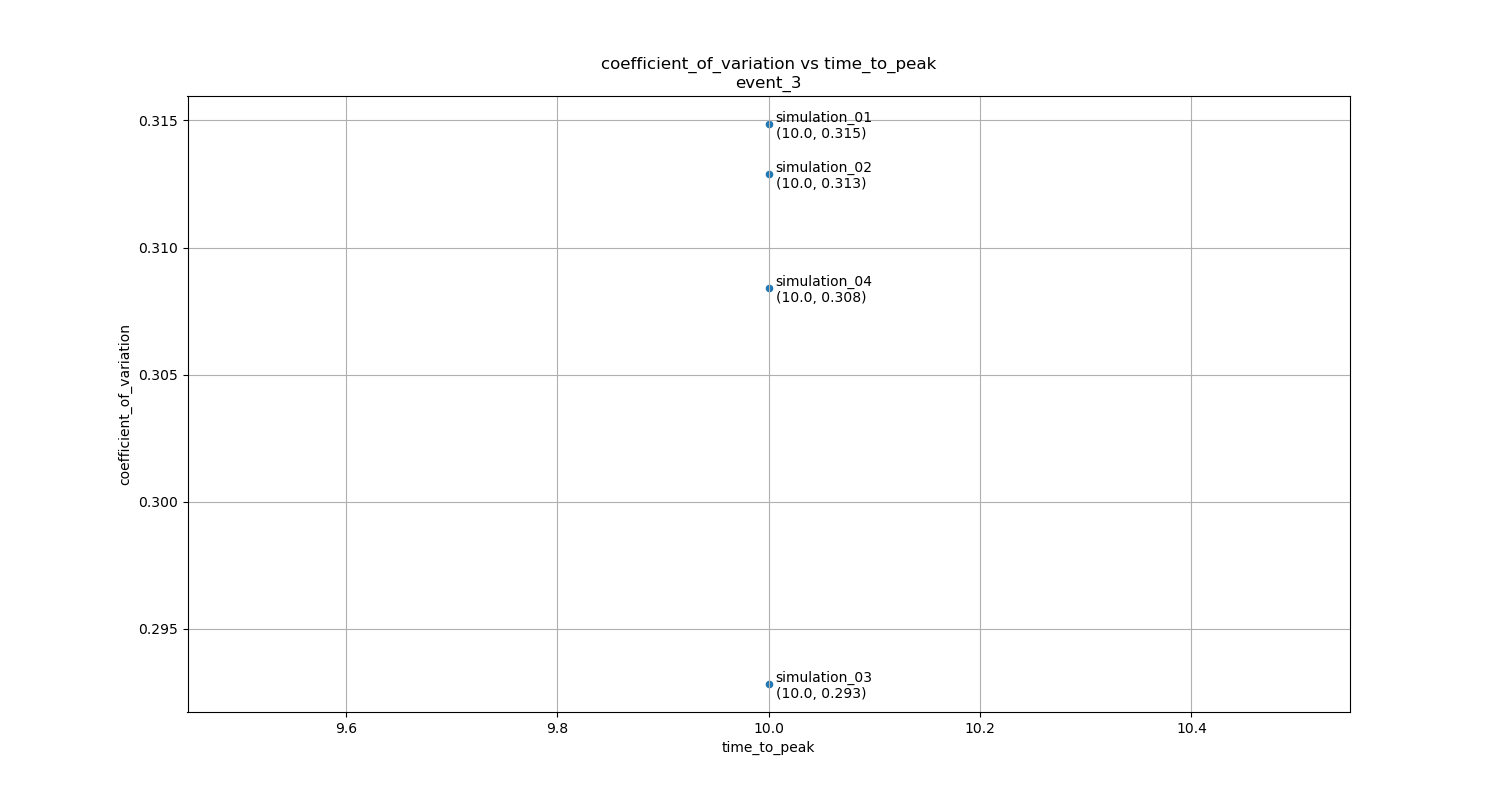 coefficient_of_variation vs time_to_peak
event_3
0.315
simulation_01
(10.0, 0.315)
simulation_02
(10.0, 0.313)
0.310
simulation_04
(10.0, 0.308)
0.305
coefficient_of_variation
0.300
0.295
simulation_03
(10.0, 0.293)
9.6 9.8 10.0 10.2 10.4
time_to_peak